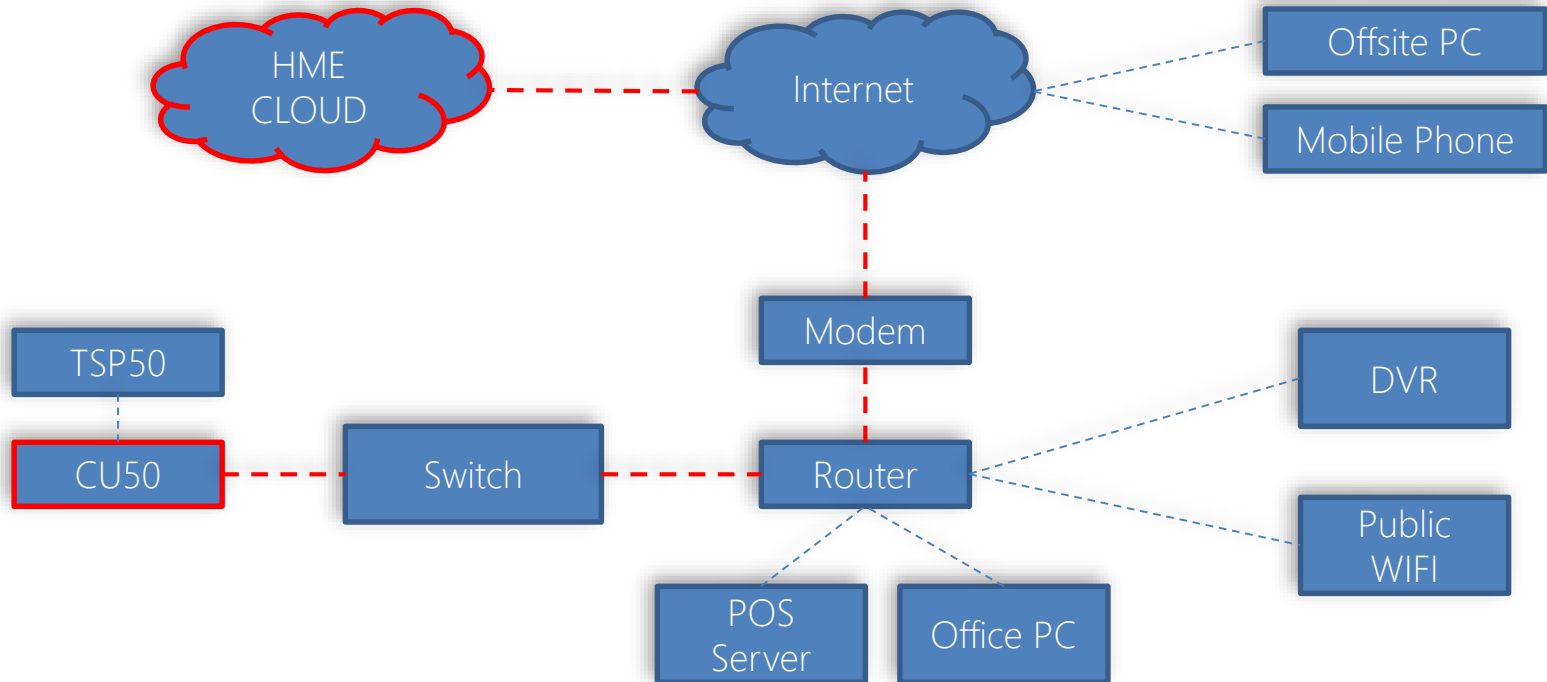 HME
CLOUD
Internet
Offsite PC
Mobile Phone
Modem
TSP50
DVR
CU50
Switch
Router
Public
WIFI
POS
Server
Office PC